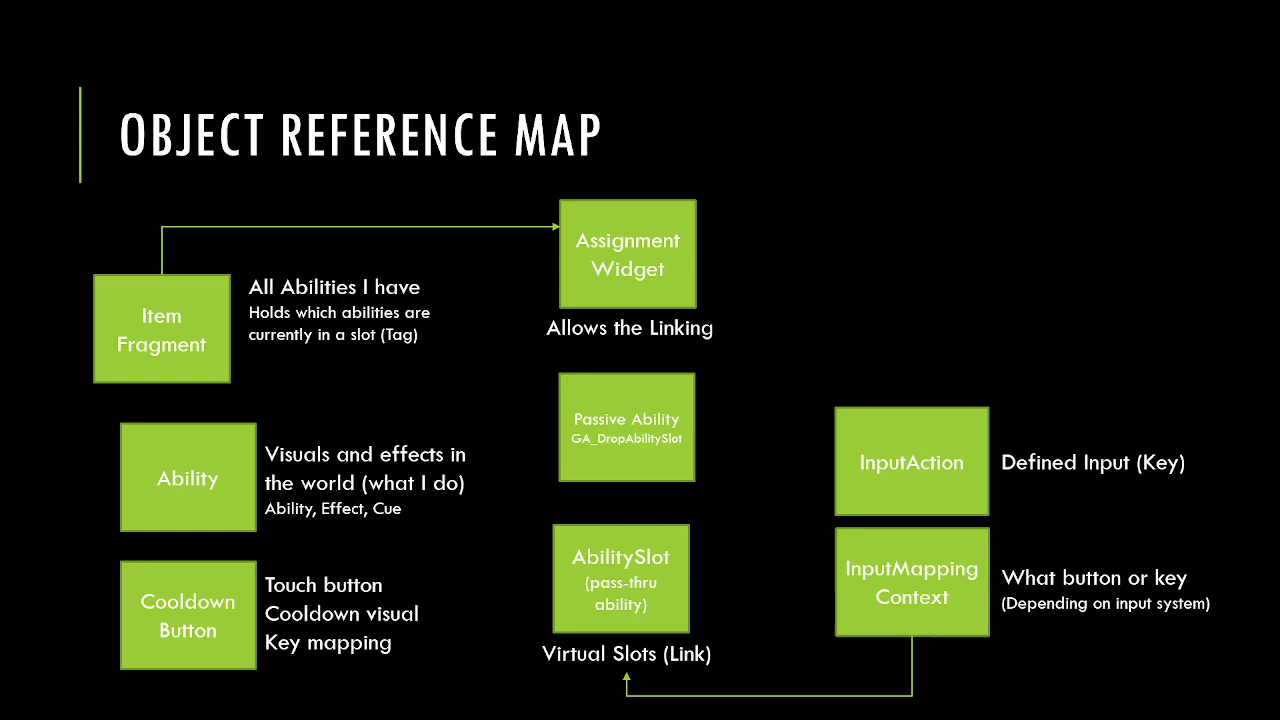 OBJECT REFERENCE MAP
Assignment
Widget
Allows the Linking
Item
Fragment
All Abilities I have
Holds which abilities are
currently in a slot (Tag)
Passive Ability
GA_DropAbilitySlot
Ability
Visuals and effects in
the world (what I do)
Ability, Effect, Cue
InputAction
Defined Input (Key)
AbilitySlot
(pass-thru
ability)
Virtual Slots (Link)
Cooldown
Button
Touch button
Cooldown visual
Key mapping
InputMapping
Context
What button or key
(Depending on input system)